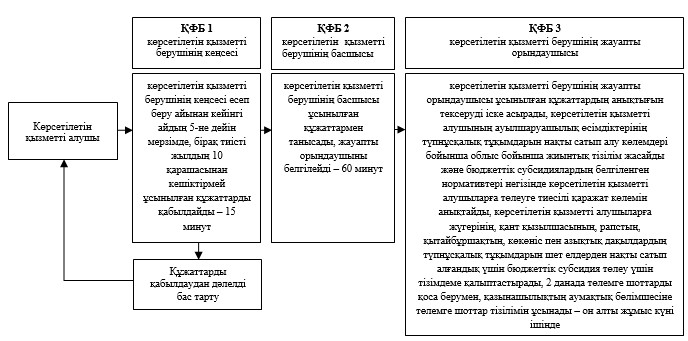 ҚФБ 1
көрсетілетін қызметті
берушінің кеңсесі
ҚФБ 2
көрсетілетін қызметті
берушінің басшысы
ҚФБ 3
көрсетілетін қызметті берушінің жауапты
орындаушысы
Көрсетілетін
қызметті алушы
көрсетілетін қызметті
берушінің кеңсесі есеп
беру айынан кейінгі
айдың 5-не дейін
мерзімде, бірақ тиісті
жылдың 10
қарашасынан
кешіктірмей
ұсынылған құжаттарды
қабылдайды – 15
минут
көрсетілетін қызметті
берушінің басшысы
ұсынылған
құжаттармен
танысады, жауапты
орындаушыны
белгілейді – 60 минут
көрсетілетін қызметті берушінің жауапты
орындаушысы ұсынылған құжаттардың анықтығын
тексеруді іске асырады, көрсетілетін қызметті
алушының ауылшаруашылық өсімдіктерінің
түпнұсқалық тұқымдарын нақты сатып алу көлемдері
бойынша облыс бойынша жиынтық тізілім жасайды
және бюджеттік субсидиялардың белгіленген
нормативтері негізінде көрсетілетін қызметті
алушыларға төлеуге тиесілі қаражат көлемін
анықтайды, көрсетілетін қызметті алушыларға
жүгерінің, қант қызылшасының, рапстың,
қытайбұршақтың, көкөніс пен азықтық дақылдардың
түпнұсқалық тұқымдарын шет елдерден нақты сатып
алғандық үшін бюджеттік субсидия төлеу үшін
тізімдеме қалыптастырады, 2 данада төлемге шоттарды
қоса берумен, қазынашылықтың аумақтық бөлімшесіне
төлемге шоттар тізілімін ұсынады – он алты жұмыс күні
ішінде
Құжаттарды
қабылдаудан дәлелді
бас тарту